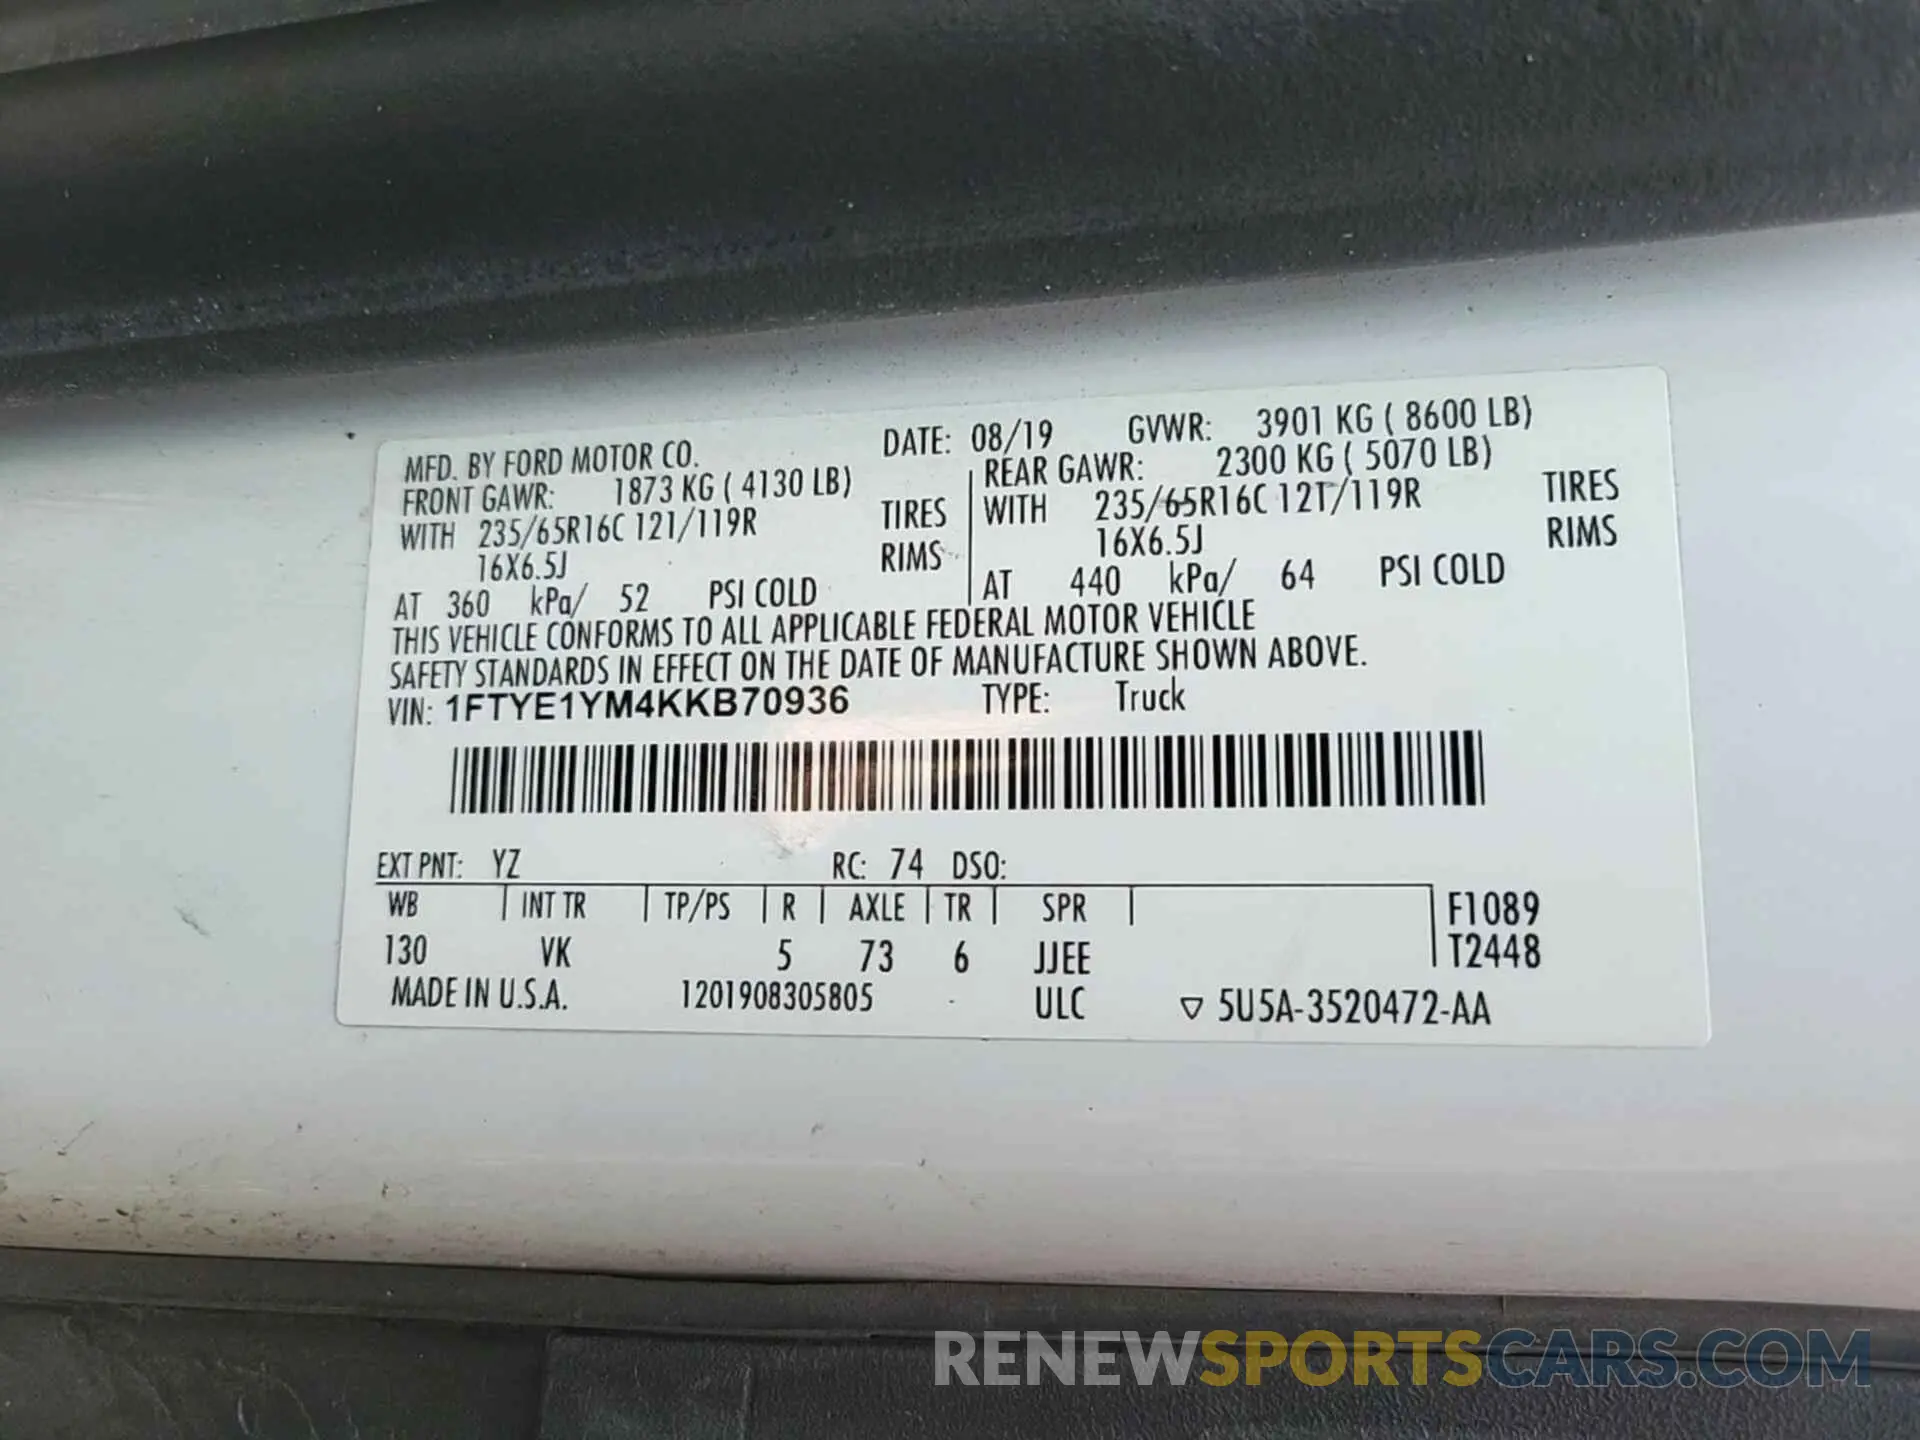 MFD. BY FORD MOTOR CO. DATE: 08/19 GVWR: 3901 KG ( 8600 LB)
FRONT GAWR: 1873 KG ( 4130 LB) REAR GAWR: 2300 KG ( 5070 LB)
WITH 235/65R16C 121/119R TIRES WITH 235/65R16C 121/119R TIRES
16X6.5J RIMS 16X6.5J RIMS
AT 360 kPa/ 52 PSI COLD AT 440 kPa/ 64 PSI COLD
THIS VEHICLE CONFORMS TO ALL APPLICABLE FEDERAL MOTOR VEHICLE
SAFETY STANDARDS IN EFFECT ON THE DATE OF MANUFACTURE SHOWN ABOVE.
VIN: 1FTYE1YM4KKB70936 TYPE: Truck
EXT PNT: YZ RC: 74 DSO:
WB INT TR TP/PS R AXLE TR SPR F1089
130 VK 5 73 6 JJEE T2448
MADE IN U.S.A. 1201908305805 ULC ▽ 5U5A-3520472-AA
RENEWSPORTSCARS.COM